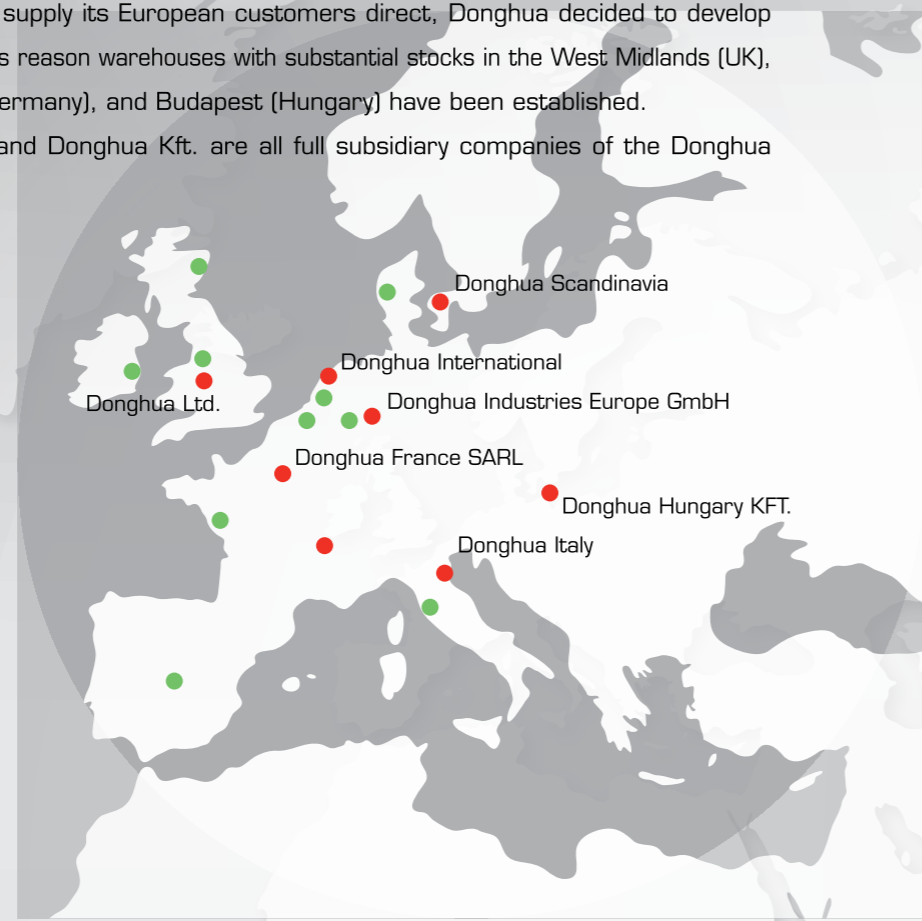 supply its European customers direct, Donghua decided to develop
s reason warehouses with substantial stocks in the West Midlands (UK),
ermany), and Budapest (Hungary) have been established.
and Donghua Kft. are all full subsidiary companies of the Donghua
Donghua Scandinavia
Donghua International
Donghua Industries Europe GmbH
Donghua Ltd.
Donghua France SARL
Donghua Hungary KFT.
Donghua Italy